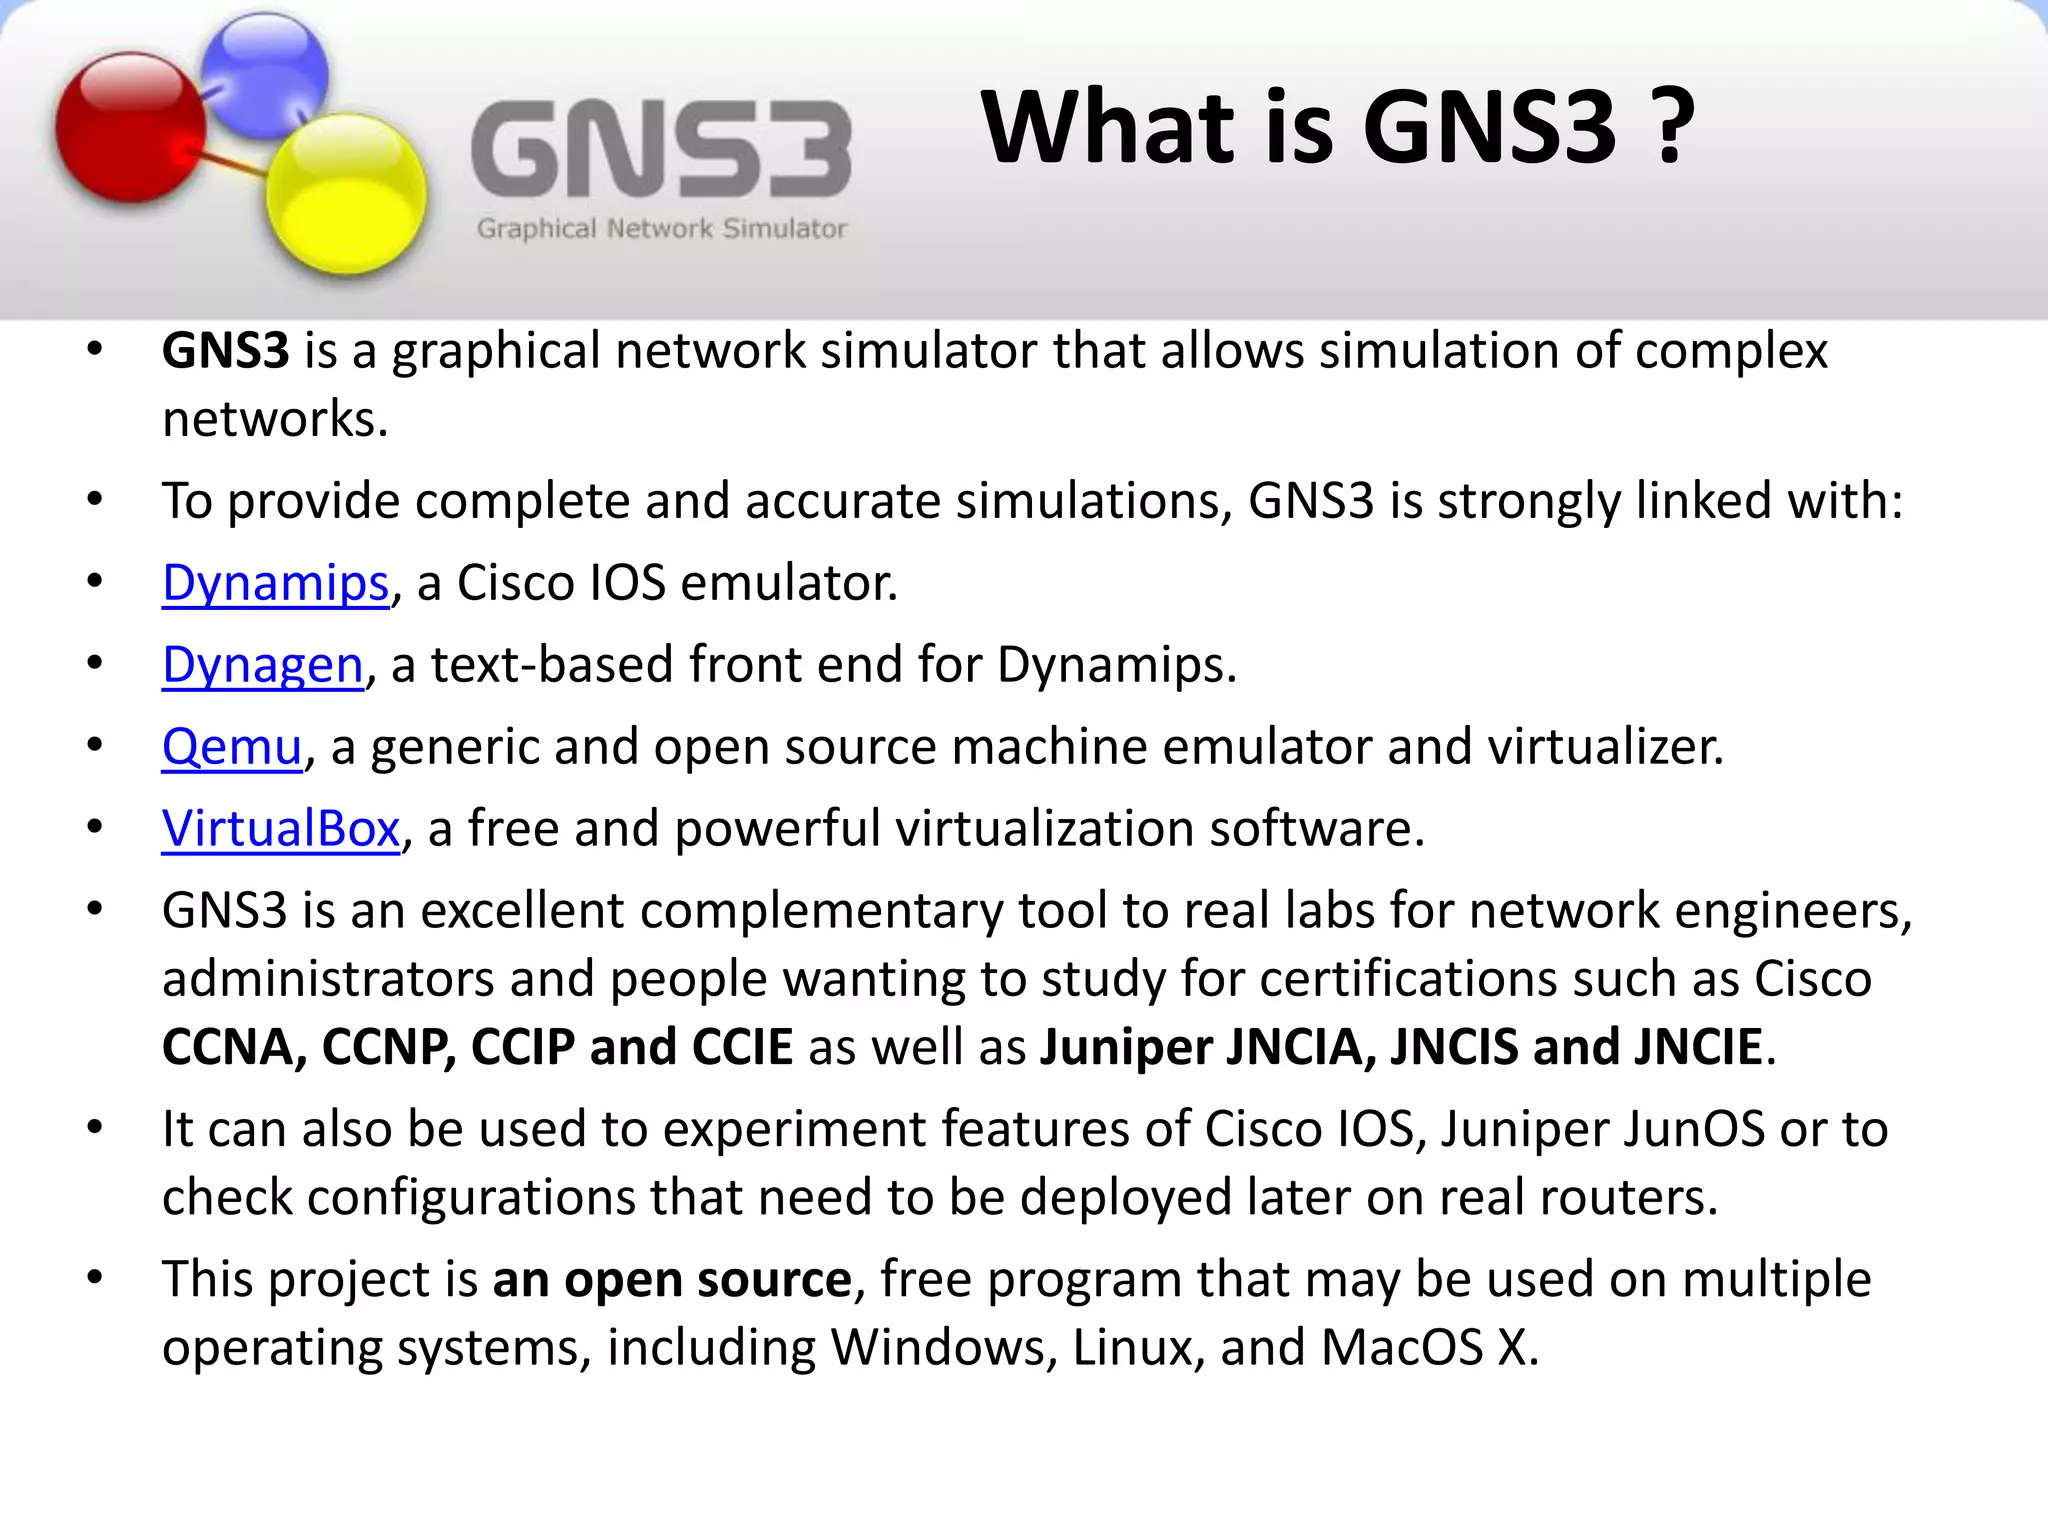 GNS3
Graphical Network Simulator
What is GNS3 ?
• GNS3 is a graphical network simulator that allows simulation of complex
networks.
• To provide complete and accurate simulations, GNS3 is strongly linked with:
• Dynamips, a Cisco IOS emulator.
• Dynagen, a text-based front end for Dynamips.
• Qemu, a generic and open source machine emulator and virtualizer.
• VirtualBox, a free and powerful virtualization software.
• GNS3 is an excellent complementary tool to real labs for network engineers,
administrators and people wanting to study for certifications such as Cisco
CCNA, CCNP, CCIP and CCIE as well as Juniper JNCIA, JNCIS and JNCIE.
• It can also be used to experiment features of Cisco IOS, Juniper JunOS or to
check configurations that need to be deployed later on real routers.
• This project is an open source, free program that may be used on multiple
operating systems, including Windows, Linux, and MacOS X.